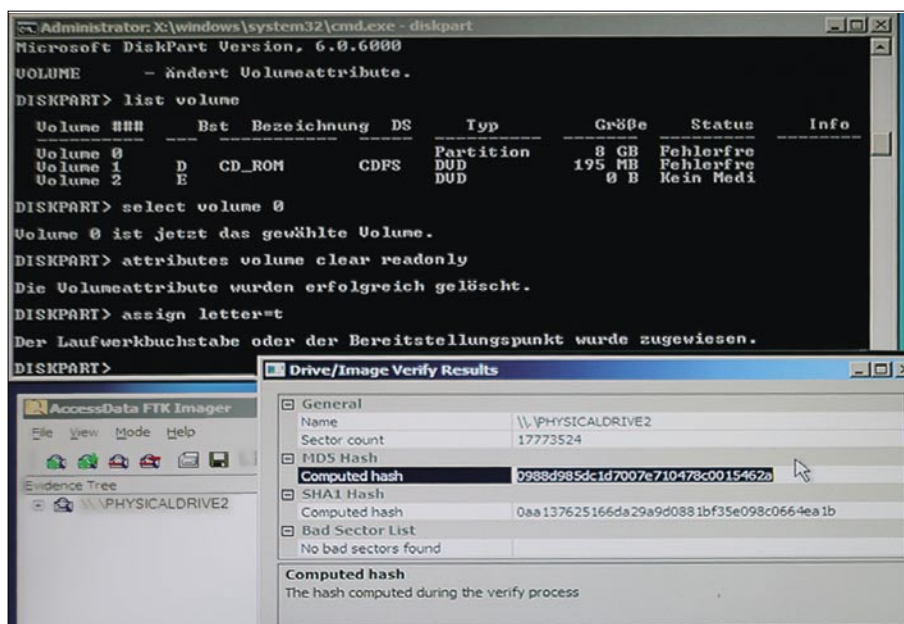 Administrator: X:\windows\system32\cmd.exe - diskpart
Microsoft DiskPart Version, 6.0.6000
VOLUME - ändert Volumeattribute.
DISKPART> list volume
Volume ### Bst Bezeichnung DS Typ Größe Status Info
Volume 0 Partition 8 GB Fehlerfre
Volume 1 D CD_ROM CDFS DVD 195 MB Fehlerfre
Volume 2 E DVD 0 B Kein Medi
DISKPART> select volume 0
Volume 0 ist jetzt das gewählte Volume.
DISKPART> attributes volume clear readonly
Die Volumeattribute wurden erfolgreich gelöscht.
DISKPART> assign letter=t
Der Laufwerkbuchstabe oder der Bereitstellungspunkt wurde zugewiesen.
DISKPART>
AccessData FTK Imager
File View Mode Help
Evidence Tree
\\.\PHYSICALDRIVE2
Drive/Image Verify Results
General
Name \\.\PHYSICALDRIVE2
Sector count 17773524
MD5 Hash
Computed hash 0988d985dc1d7007e710478c0015462a
SHA1 Hash
Computed hash 0aa137625166da29a9d0881bf35e098c0664ea1b
Bad Sector List
No bad sectors found
Computed hash
The hash computed during the verify process